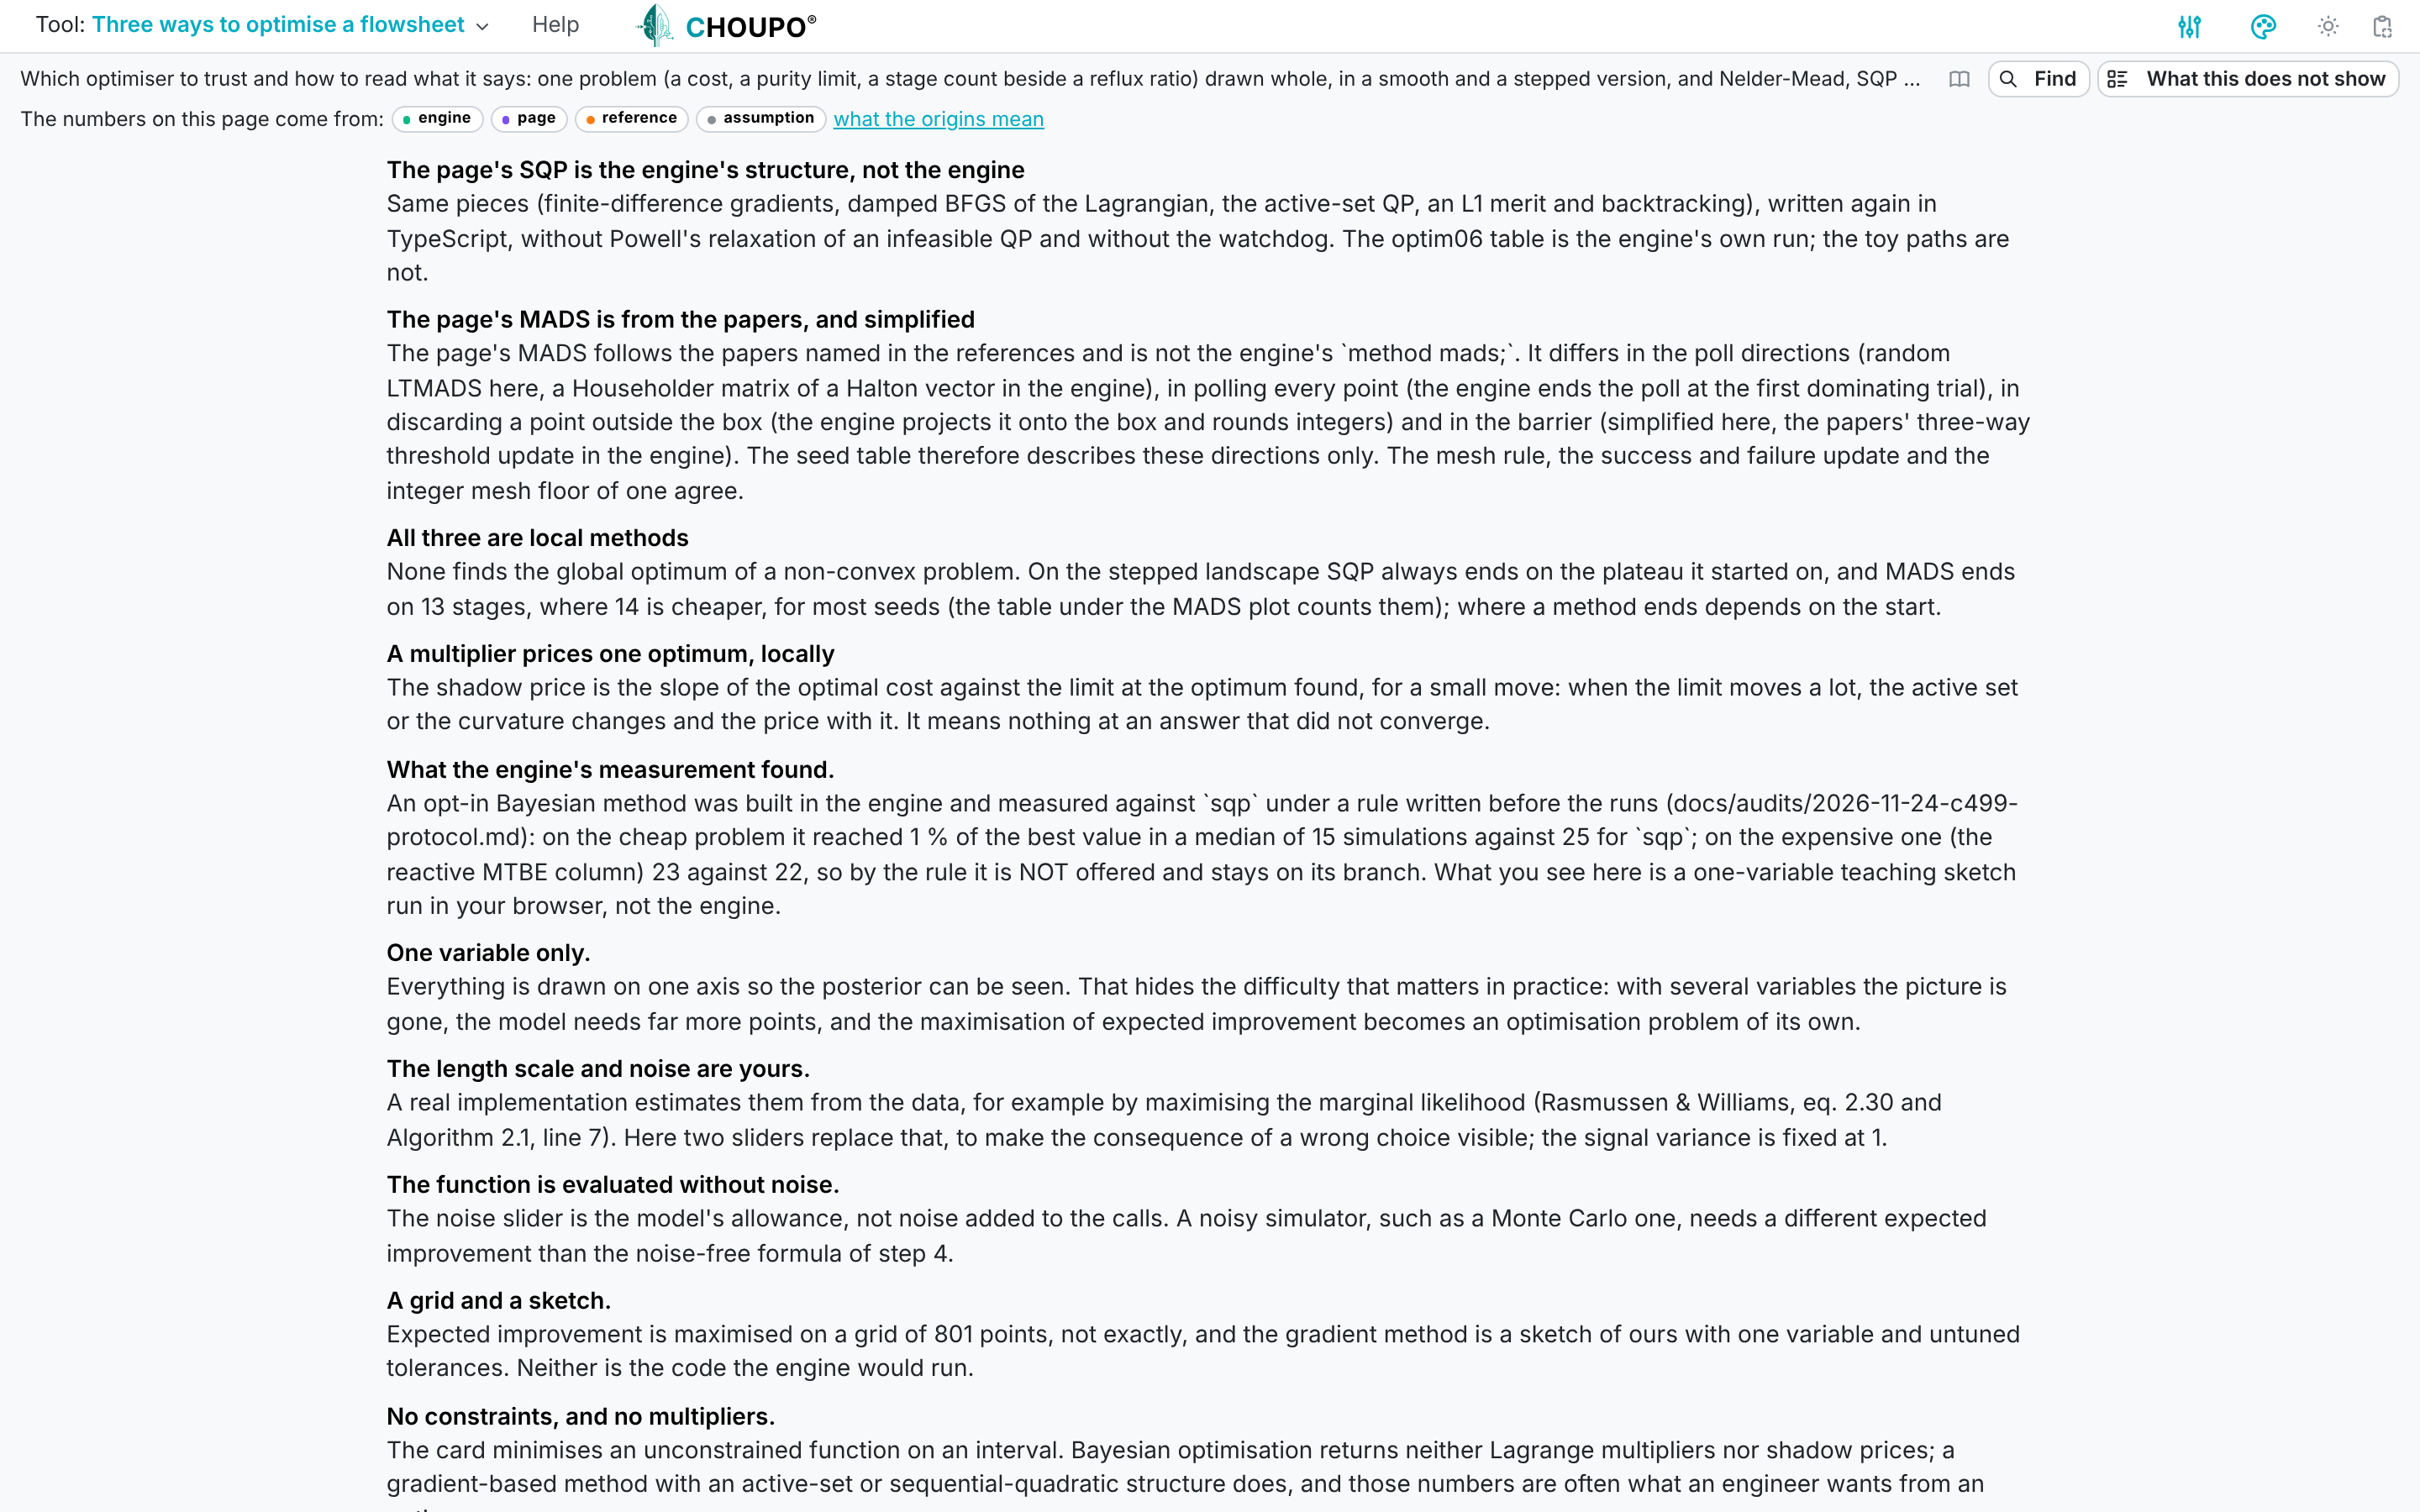 Tool: Three ways to optimise a flowsheet
Help
CHOUPO®
Which optimiser to trust and how to read what it says: one problem (a cost, a purity limit, a stage count beside a reflux ratio) drawn whole, in a smooth and a stepped version, and Nelder-Mead, SQP ...
Find
What this does not show
The numbers on this page come from: engine page reference assumption what the origins mean
The page's SQP is the engine's structure, not the engine
Same pieces (finite-difference gradients, damped BFGS of the Lagrangian, the active-set QP, an L1 merit and backtracking), written again in
TypeScript, without Powell's relaxation of an infeasible QP and without the watchdog. The optim06 table is the engine's own run; the toy paths are
not.
The page's MADS is from the papers, and simplified
The page's MADS follows the papers named in the references and is not the engine's `method mads;`. It differs in the poll directions (random
LTMADS here, a Householder matrix of a Halton vector in the engine), in polling every point (the engine ends the poll at the first dominating trial), in
discarding a point outside the box (the engine projects it onto the box and rounds integers) and in the barrier (simplified here, the papers' three-way
threshold update in the engine). The seed table therefore describes these directions only. The mesh rule, the success and failure update and the
integer mesh floor of one agree.
All three are local methods
None finds the global optimum of a non-convex problem. On the stepped landscape SQP always ends on the plateau it started on, and MADS ends
on 13 stages, where 14 is cheaper, for most seeds (the table under the MADS plot counts them); where a method ends depends on the start.
A multiplier prices one optimum, locally
The shadow price is the slope of the optimal cost against the limit at the optimum found, for a small move: when the limit moves a lot, the active set
or the curvature changes and the price with it. It means nothing at an answer that did not converge.
What the engine's measurement found.
An opt-in Bayesian method was built in the engine and measured against `sqp` under a rule written before the runs (docs/audits/2026-11-24-c499-
protocol.md): on the cheap problem it reached 1 % of the best value in a median of 15 simulations against 25 for `sqp`; on the expensive one (the
reactive MTBE column) 23 against 22, so by the rule it is NOT offered and stays on its branch. What you see here is a one-variable teaching sketch
run in your browser, not the engine.
One variable only.
Everything is drawn on one axis so the posterior can be seen. That hides the difficulty that matters in practice: with several variables the picture is
gone, the model needs far more points, and the maximisation of expected improvement becomes an optimisation problem of its own.
The length scale and noise are yours.
A real implementation estimates them from the data, for example by maximising the marginal likelihood (Rasmussen & Williams, eq. 2.30 and
Algorithm 2.1, line 7). Here two sliders replace that, to make the consequence of a wrong choice visible; the signal variance is fixed at 1.
The function is evaluated without noise.
The noise slider is the model's allowance, not noise added to the calls. A noisy simulator, such as a Monte Carlo one, needs a different expected
improvement than the noise-free formula of step 4.
A grid and a sketch.
Expected improvement is maximised on a grid of 801 points, not exactly, and the gradient method is a sketch of ours with one variable and untuned
tolerances. Neither is the code the engine would run.
No constraints, and no multipliers.
The card minimises an unconstrained function on an interval. Bayesian optimisation returns neither Lagrange multipliers nor shadow prices; a
gradient-based method with an active-set or sequential-quadratic structure does, and those numbers are often what an engineer wants from an